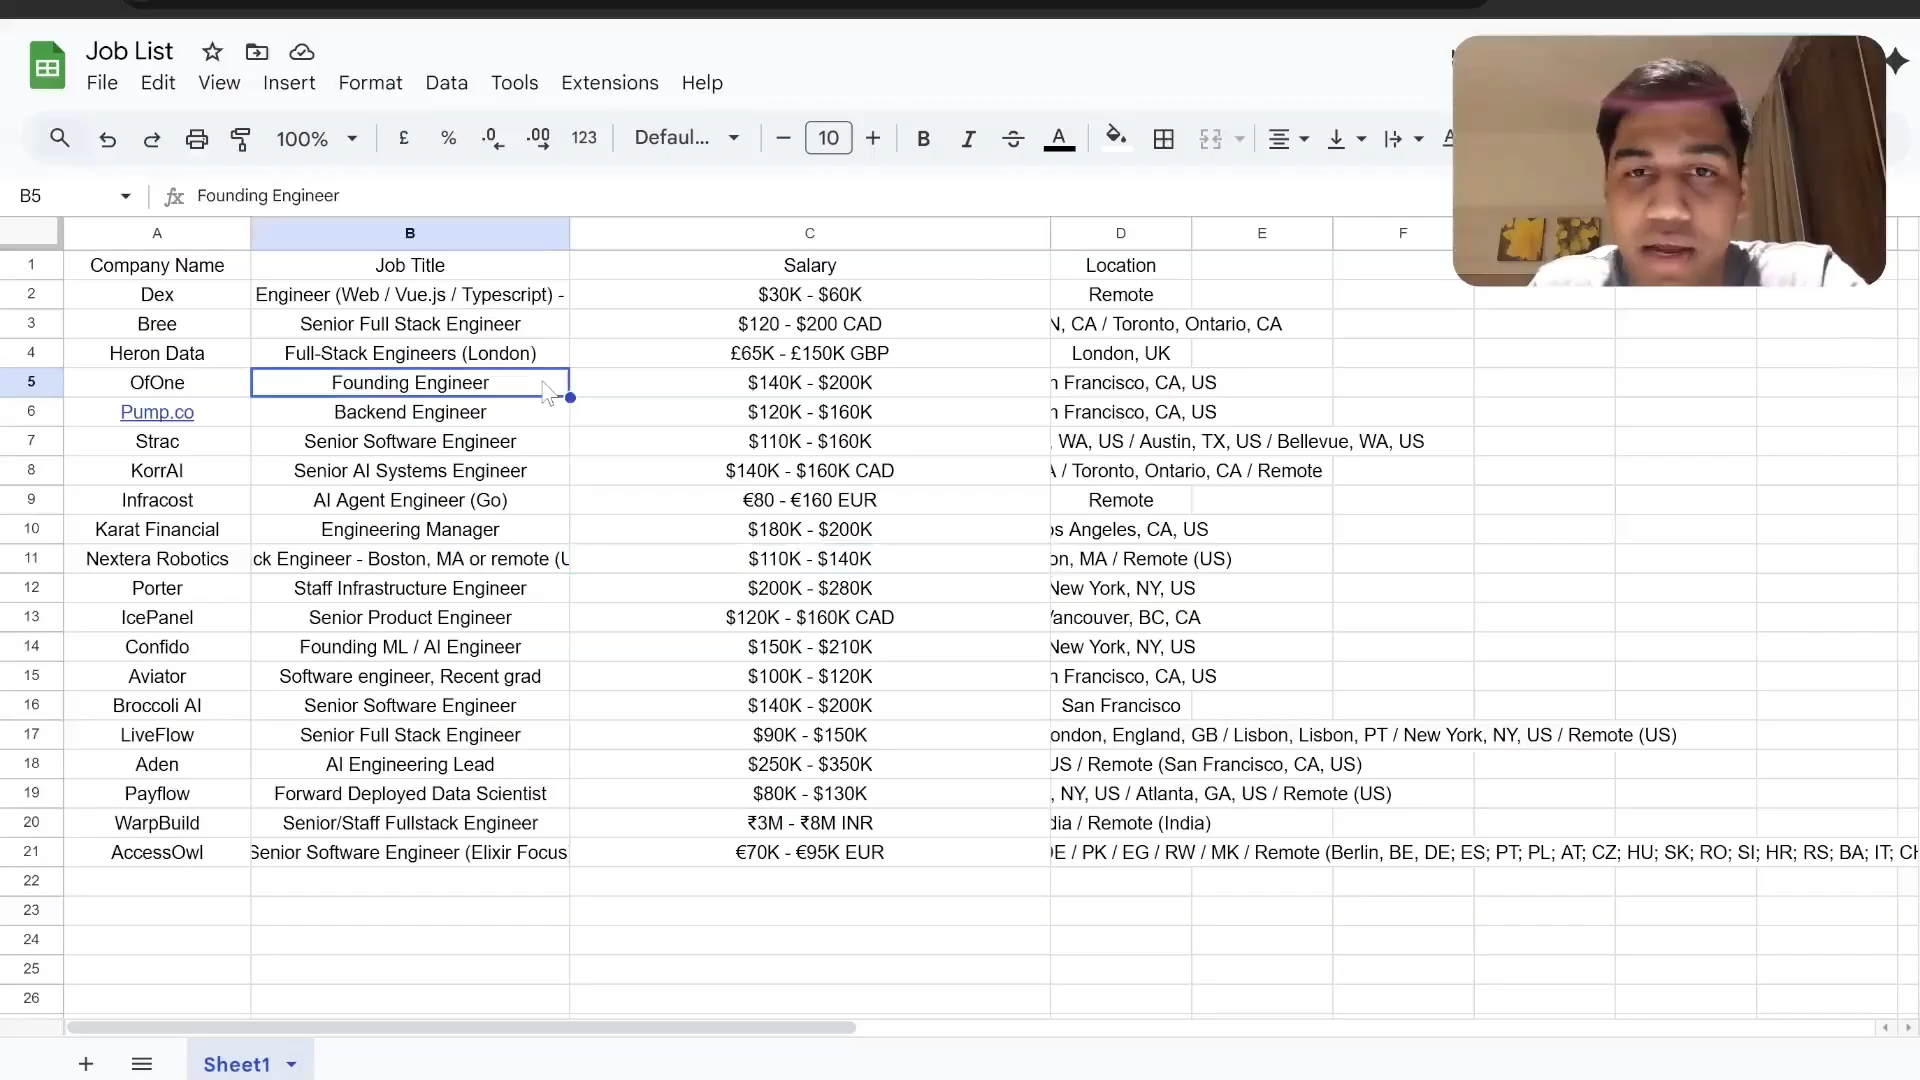 Job List
File Edit View Insert Format Data Tools Extensions Help
100% £ % .0 .00 123 Defaul... 10 B I A
B5 fx Founding Engineer
A B C D E F
1 Company Name Job Title Salary Location
2 Dex Engineer (Web / Vue.js / Typescript) - $30K - $60K Remote
3 Bree Senior Full Stack Engineer $120 - $200 CAD N, CA / Toronto, Ontario, CA
4 Heron Data Full-Stack Engineers (London) £65K - £150K GBP London, UK
5 OfOne Founding Engineer $140K - $200K Francisco, CA, US
6 Pump.co Backend Engineer $120K - $160K Francisco, CA, US
7 Strac Senior Software Engineer $110K - $160K , WA, US / Austin, TX, US / Bellevue, WA, US
8 KorrAI Senior AI Systems Engineer $140K - $160K CAD / Toronto, Ontario, CA / Remote
9 Infracost AI Agent Engineer (Go) €80 - €160 EUR Remote
10 Karat Financial Engineering Manager $180K - $200K os Angeles, CA, US
11 Nextera Robotics ck Engineer - Boston, MA or remote (U $110K - $140K on, MA / Remote (US)
12 Porter Staff Infrastructure Engineer $200K - $280K New York, NY, US
13 IcePanel Senior Product Engineer $120K - $160K CAD Vancouver, BC, CA
14 Confido Founding ML / AI Engineer $150K - $210K New York, NY, US
15 Aviator Software engineer, Recent grad $100K - $120K Francisco, CA, US
16 Broccoli AI Senior Software Engineer $140K - $200K San Francisco
17 LiveFlow Senior Full Stack Engineer $90K - $150K ondon, England, GB / Lisbon, Lisbon, PT / New York, NY, US / Remote (US)
18 Aden AI Engineering Lead $250K - $350K US / Remote (San Francisco, CA, US)
19 Payflow Forward Deployed Data Scientist $80K - $130K , NY, US / Atlanta, GA, US / Remote (US)
20 WarpBuild Senior/Staff Fullstack Engineer ₹3M - ₹8M INR dia / Remote (India)
21 AccessOwl Senior Software Engineer (Elixir Focus) €70K - €95K EUR DE / PK / EG / RW / MK / Remote (Berlin, BE, DE; ES; PT; PL; AT; CZ; HU; SK; RO; SI; HR; RS; BA; IT; CH
22
23
24
25
26
Sheet1